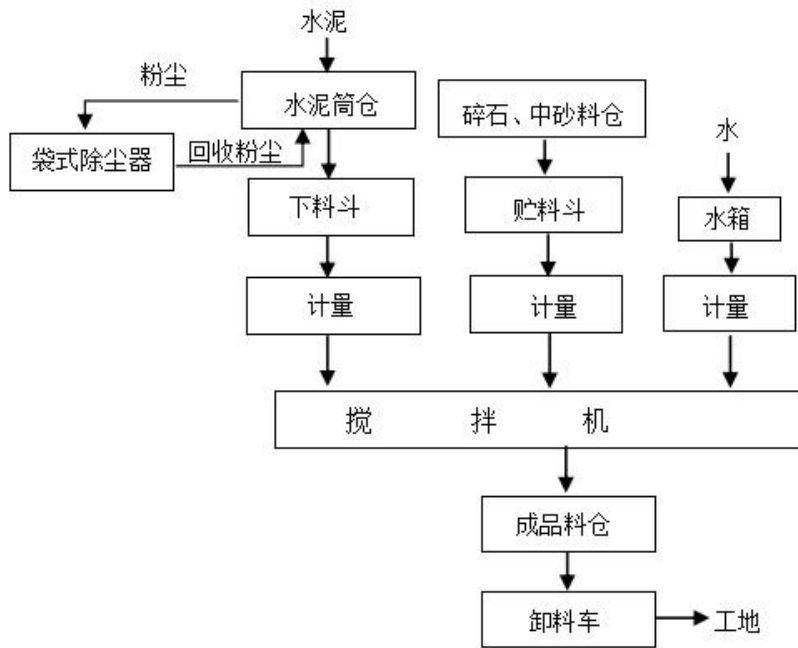 水泥
粉尘
水泥筒仓
碎石、中砂料仓
水
袋式除尘器
回收粉尘
下料斗
贮料斗
水箱
计量
计量
计量
搅 拌 机
成品料仓
卸料车
工地